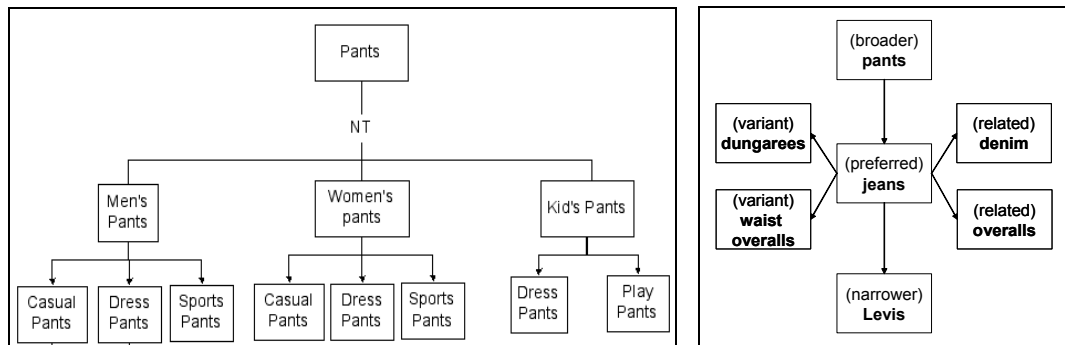 Pants
NT
Men's
Pants
Women's
pants
Kid's Pants
Casual
Pants
Dress
Pants
Sports
Pants
Casual
Pants
Dress
Pants
Sports
Pants
Dress
Pants
Play
Pants
(broader)
pants
(variant)
dungarees
(related)
denim
(preferred)
jeans
(variant)
waist
overalls
(related)
overalls
(narrower)
Levis